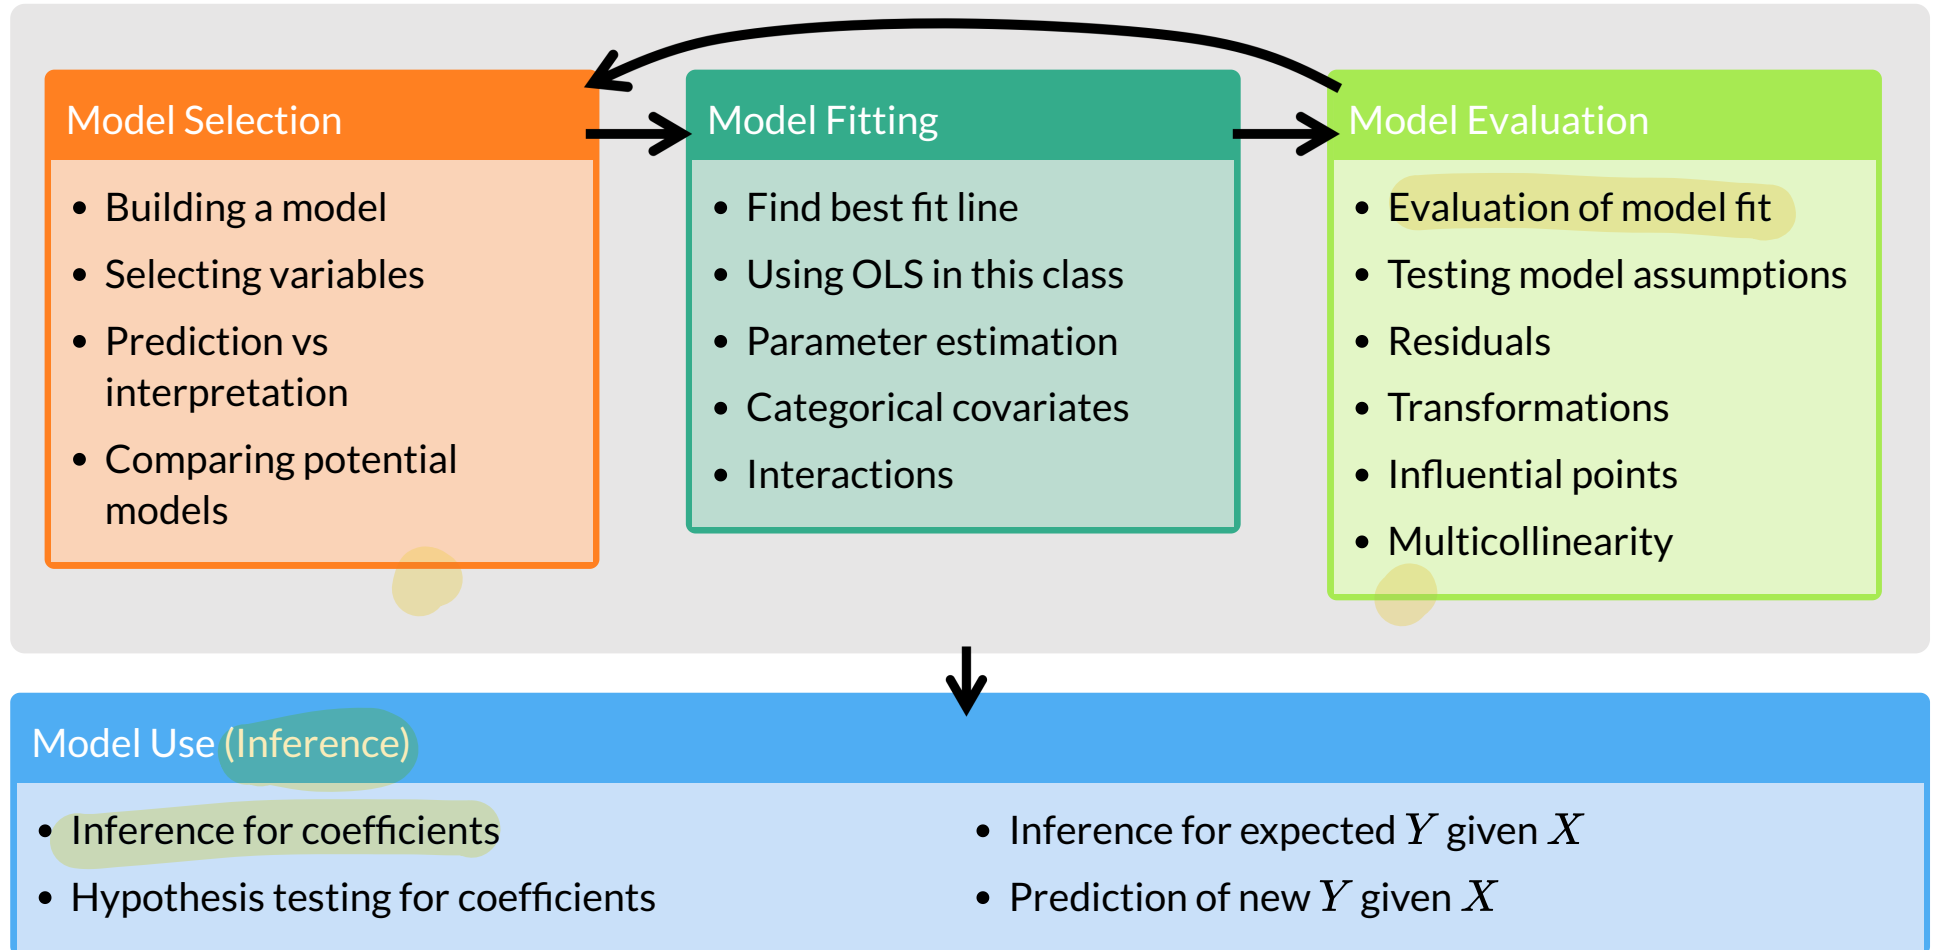 Model Selection
• Building a model
• Selecting variables
• Prediction vs
interpretation
• Comparing potential
models
Model Fitting
• Find best fit line
• Using OLS in this class
• Parameter estimation
• Categorical covariates
• Interactions
Model Evaluation
• Evaluation of model fit
• Testing model assumptions
• Residuals
• Transformations
• Influential points
• Multicollinearity
Model Use (Inference)
• Inference for coefficients
• Hypothesis testing for coefficients
• Inference for expected Y given X
• Prediction of new Y given X